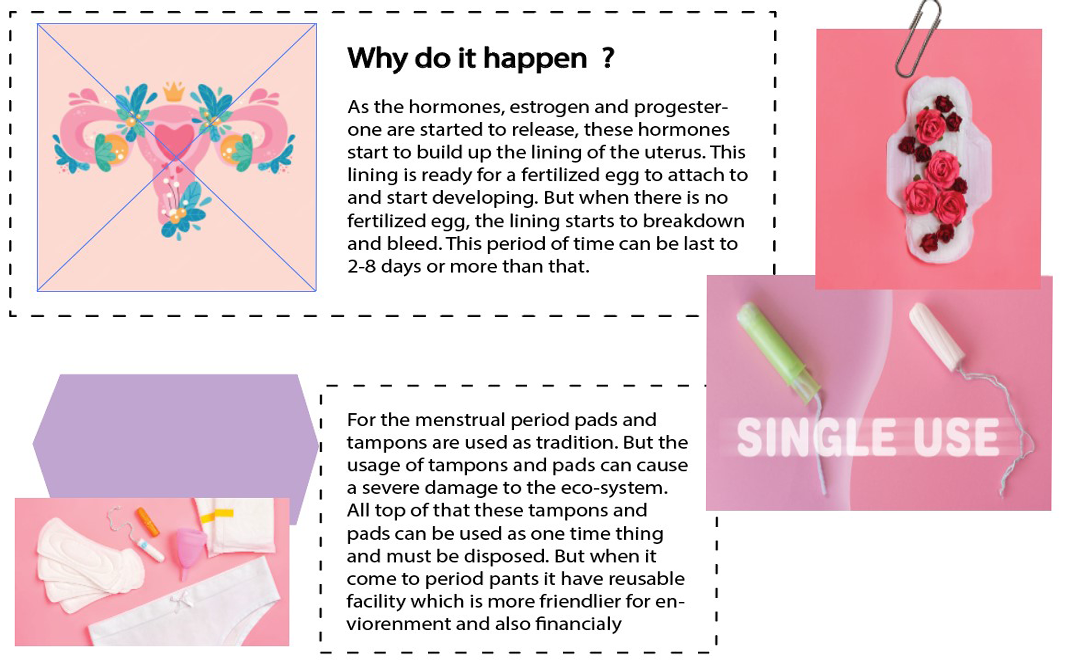 Why do it happen ?
As the hormones, estrogen and progester-
one are started to release, these hormones
start to build up the lining of the uterus. This
lining is ready for a fertilized egg to attach to
and start developing. But when there is no
fertilized egg, the lining starts to breakdown
and bleed. This period of time can be last to
2-8 days or more than that.
SINGLE USE
For the menstrual period pads and
tampons are used as tradition. But the
usage of tampons and pads can cause
a severe damage to the eco-system.
All top of that these tampons and
pads can be used as one time thing
and must be disposed. But when it
come to period pants it have reusable
facility which is more friendlier for en-
viorenment and also financialy